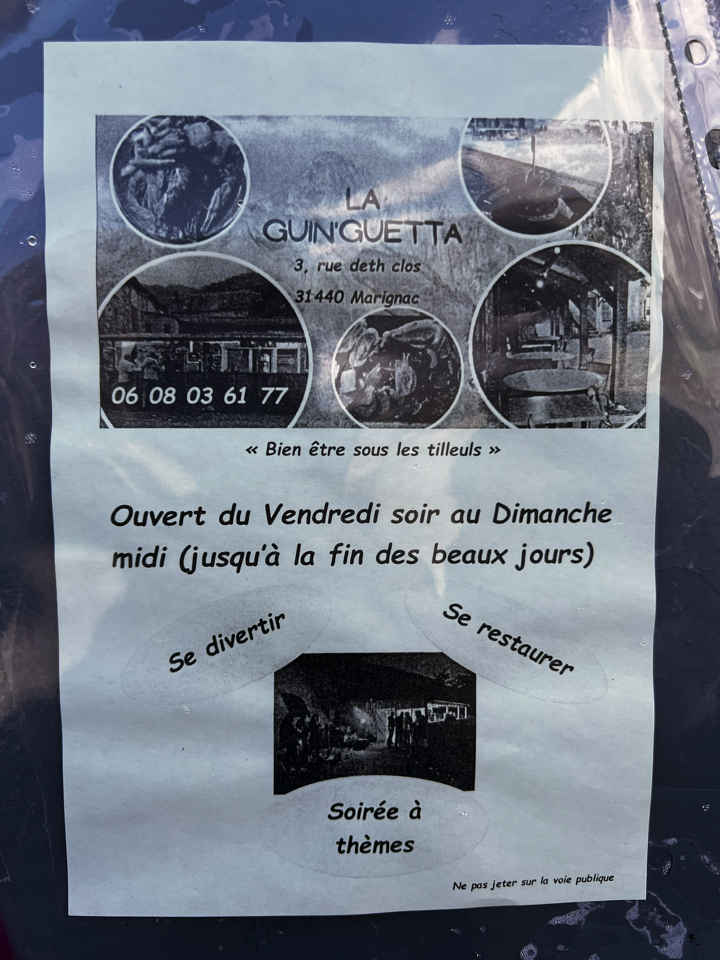 LA
GUIN'GUETTA
3, rue deth clos
31440 Marignac
06 08 03 61 77
« Bien être sous les tilleuls »
Ouvert du Vendredi soir au Dimanche
midi (jusqu'à la fin des beaux jours)
Se divertir
Se restaurer
Soirée à
thèmes
Ne pas jeter sur la voie publique